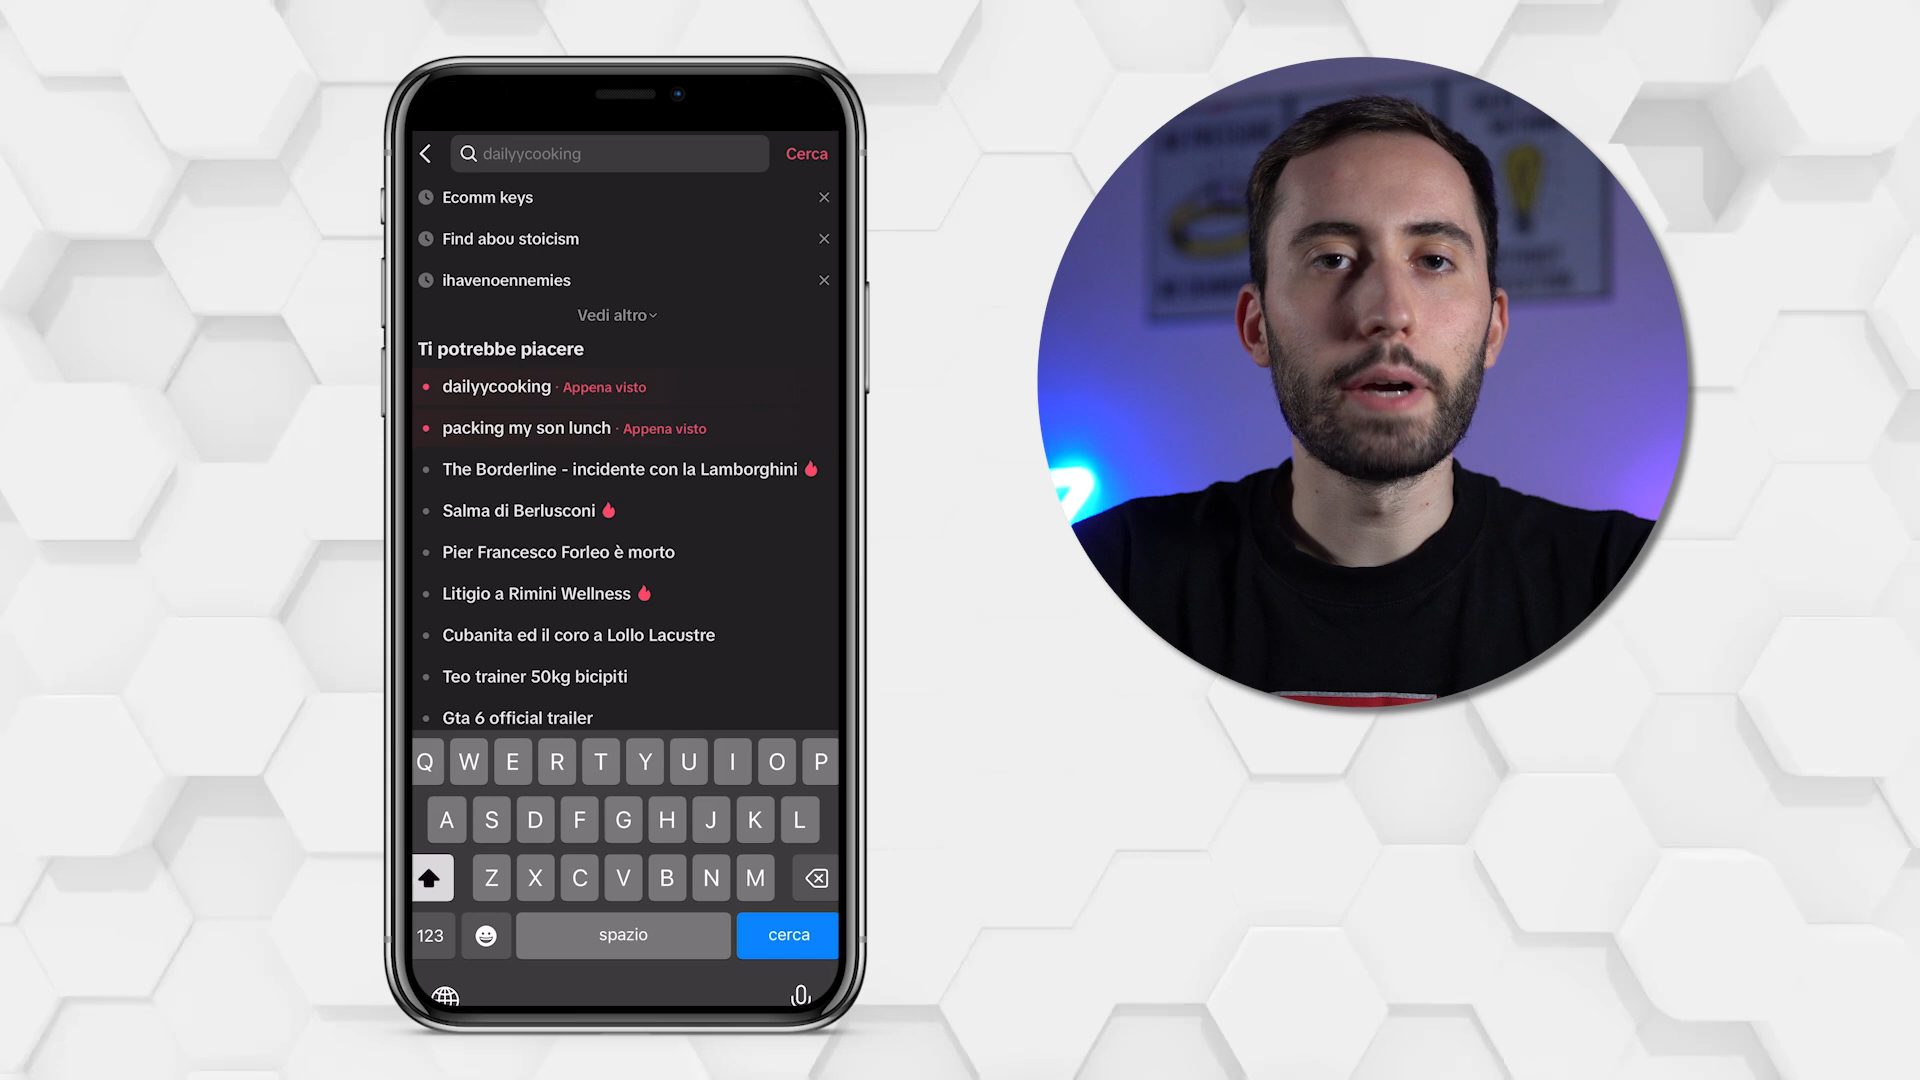 dailyycooking
Cerca
Ecomm keys
Find abou stoicism
ihavenoennemies
Vedi altro
Ti potrebbe piacere
dailyycooking · Appena visto
packing my son lunch · Appena visto
The Borderline - incidente con la Lamborghini
Salma di Berlusconi
Pier Francesco Forleo è morto
Litigio a Rimini Wellness
Cubanita ed il coro a Lollo Lacustre
Teo trainer 50kg bicipiti
Gta 6 official trailer
Q W E R T Y U I O P
A S D F G H J K L
Z X C V B N M
123
spazio
cerca